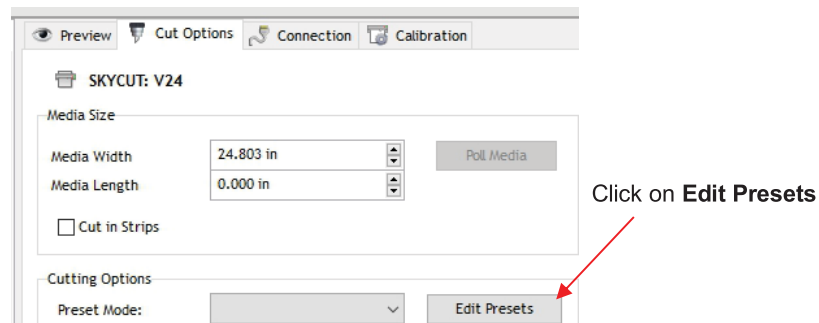 Preview Cut Options Connection Calibration
SKYCUT: V24
Media Size
Media Width 24.803 in Poll Media
Media Length 0.000 in
Click on Edit Presets
Cut in Strips
Cutting Options
Preset Mode: Edit Presets